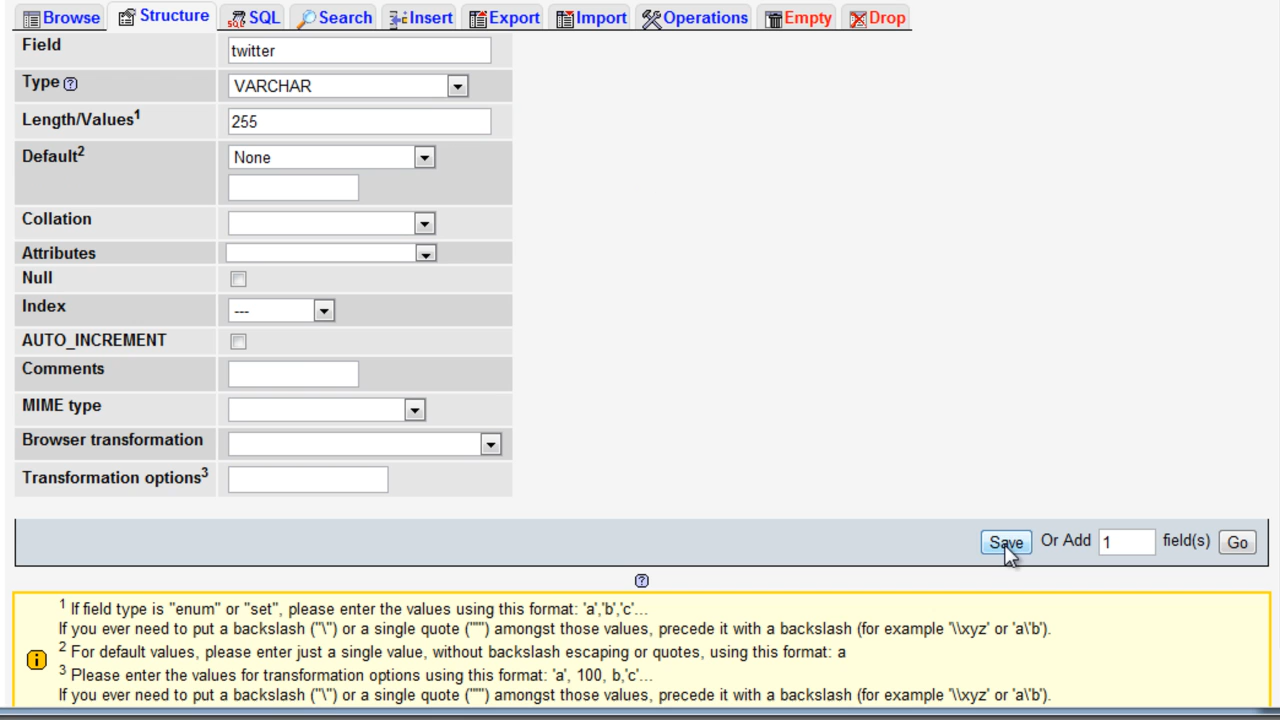 Browse Structure SQL Search Insert Export Import Operations Empty Drop
Field twitter
Type VARCHAR
Length/Values1 255
Default2 None
Collation
Attributes
Null
Index ---
AUTO_INCREMENT
Comments
MIME type
Browser transformation
Transformation options3
Save Or Add 1 field(s) Go
1 If field type is "enum" or "set", please enter the values using this format: 'a','b','c'...
If you ever need to put a backslash ("\") or a single quote ("'") amongst those values, precede it with a backslash (for example '\\xyz' or 'a\'b').
2 For default values, please enter just a single value, without backslash escaping or quotes, using this format: a
3 Please enter the values for transformation options using this format: 'a', 100, b,'c'...
If you ever need to put a backslash ("\") or a single quote ("'") amongst those values, precede it with a backslash (for example '\\xyz' or 'a\'b').